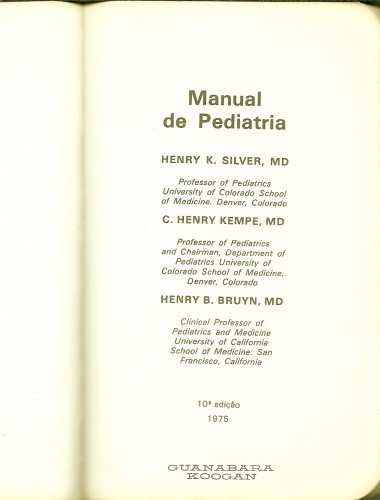 Manual
de Pediatria
HENRY K. SILVER, MD
Professor of Pediatrics
University of Colorado School
of Medicine. Denver, Colorado
C. HENRY KEMPE, MD
Professor of Pediatrics
and Chairman, Department of
Pediatrics University of
Colorado School of Medicine.
Denver, Colorado
HENRY B. BRUYN, MD
Clinical Professor of
Pediatrics and Medicine
University of California
School of Medicine. San
Francisco, California
10ª edição
1975
GUANABARA
KOOGAN